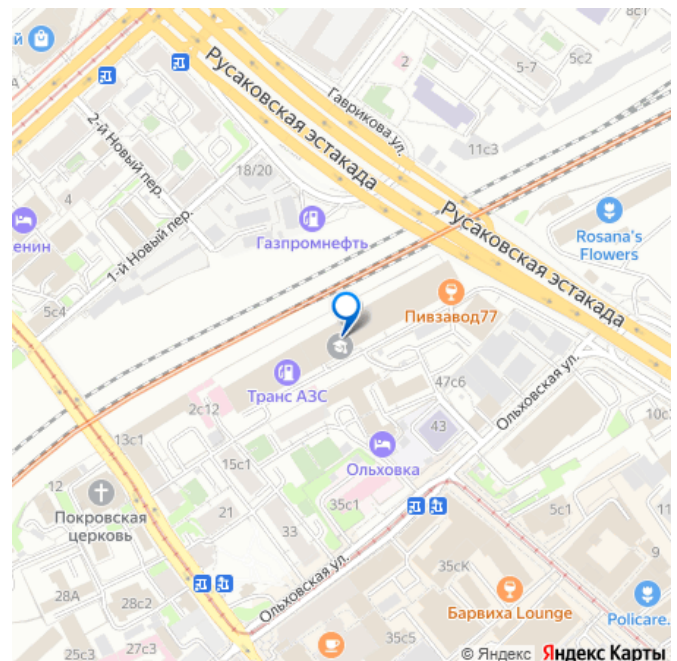 8с1
й
2
5-7
5с2
Русаковская эстакада
Гаврикова ул.
2-й Новый пер.
11с3
4
18/20
Русаковская эстакада
1-й Новый пер.
енин
Газпромнефть
Rosana's
Flowers
5с4
Пивзавод77
Транс АЗС
47с6
Ольховская ул.
2с12
10с
13с1
43
15с1
Ольховка
12
35с1
Покровская
церковь
21
5с1
11
33
9
35сК
28А
28с2
Ольховская ул.
Барвиха Lounge
Policare.
25с3
27с3
35с5
© Яндекс Яндекс Карты